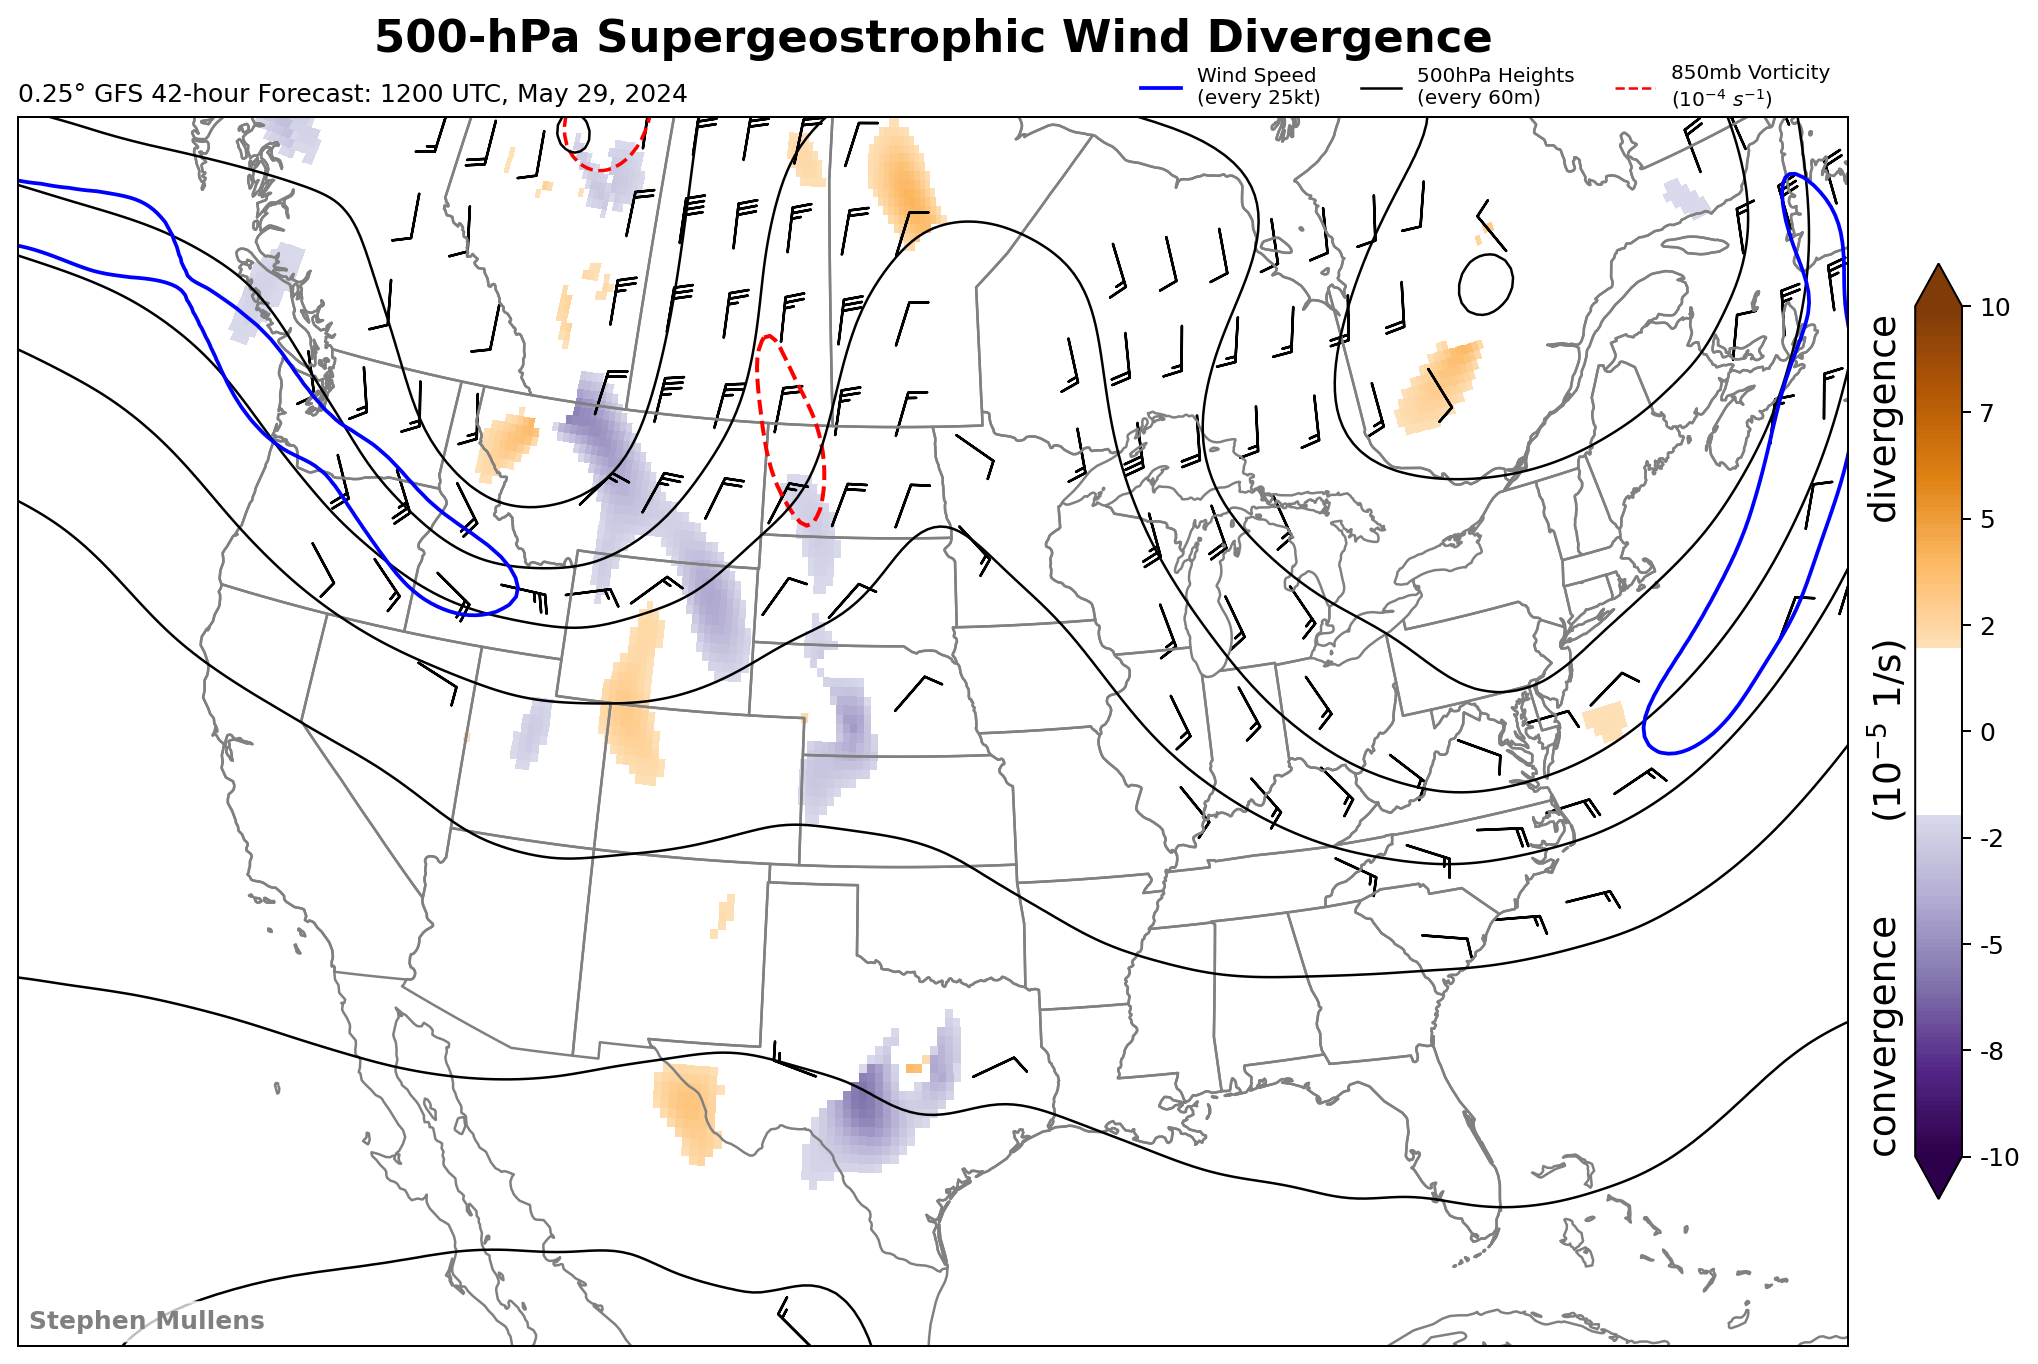 500-hPa Supergeostrophic Wind Divergence
0.25° GFS 42-hour Forecast: 1200 UTC, May 29, 2024
Wind Speed
(every 25kt)
500hPa Heights
(every 60m)
850mb Vorticity
(10⁻⁴ s⁻¹)
10
7
5
2
0
-2
-5
-8
-10
convergence (10⁻⁵ 1/s) divergence
Stephen Mullens